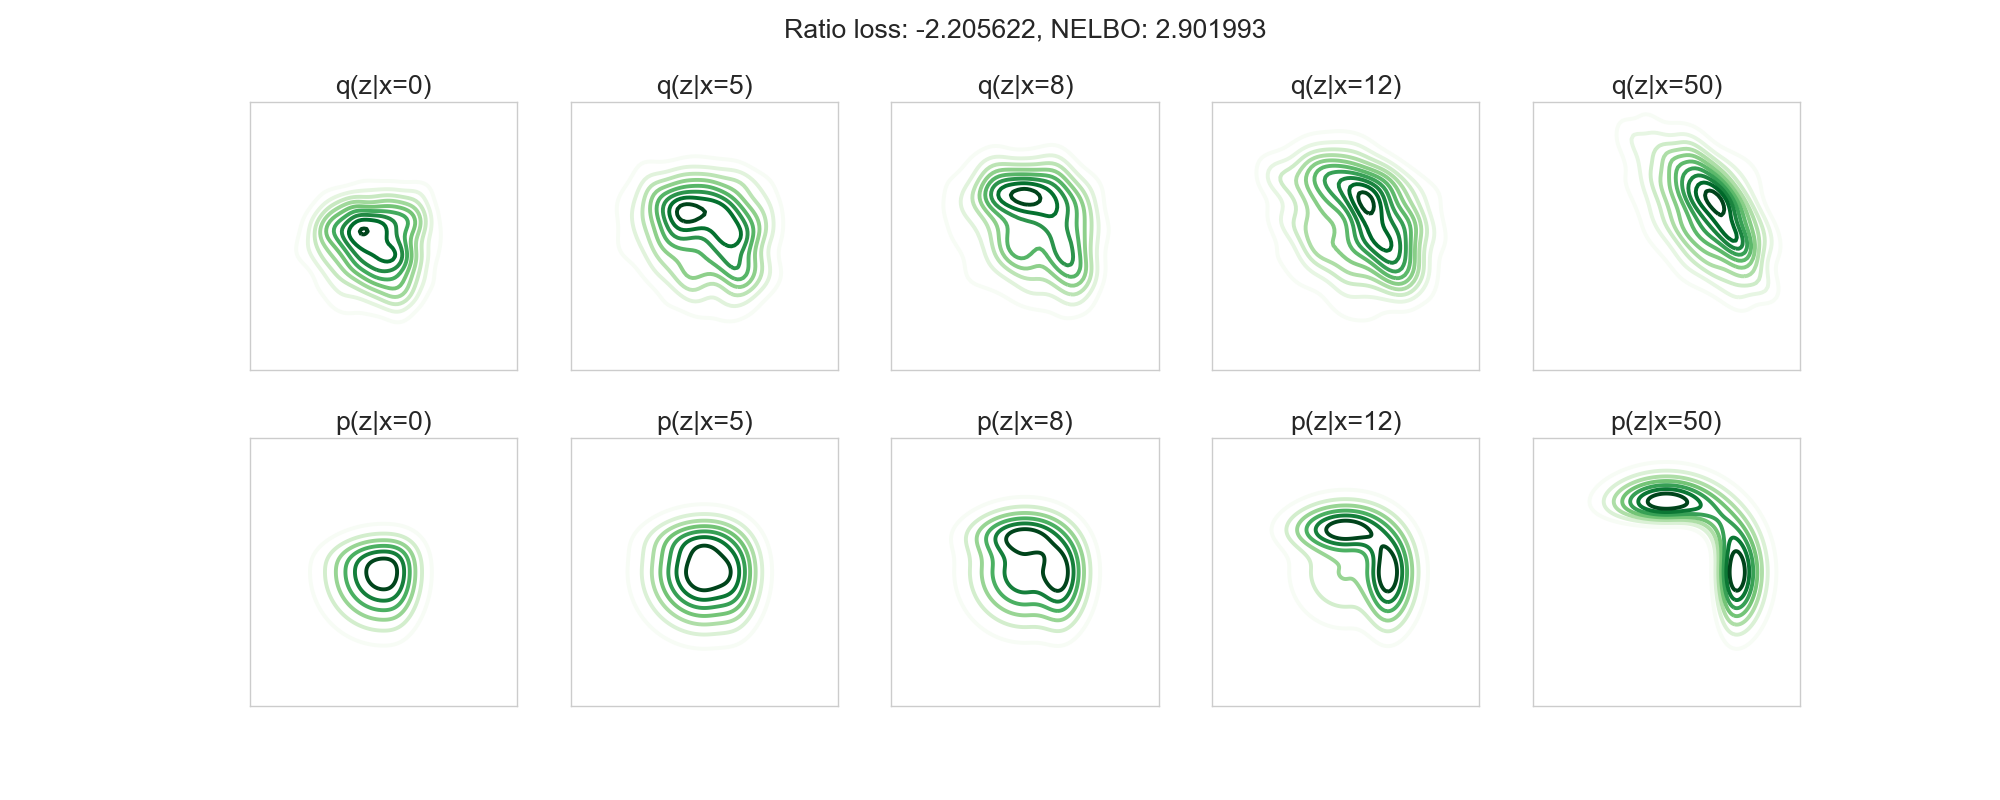 Ratio loss: -2.205622, NELBO: 2.901993
q(z|x=0) q(z|x=5) q(z|x=8) q(z|x=12) q(z|x=50)
p(z|x=0) p(z|x=5) p(z|x=8) p(z|x=12) p(z|x=50)